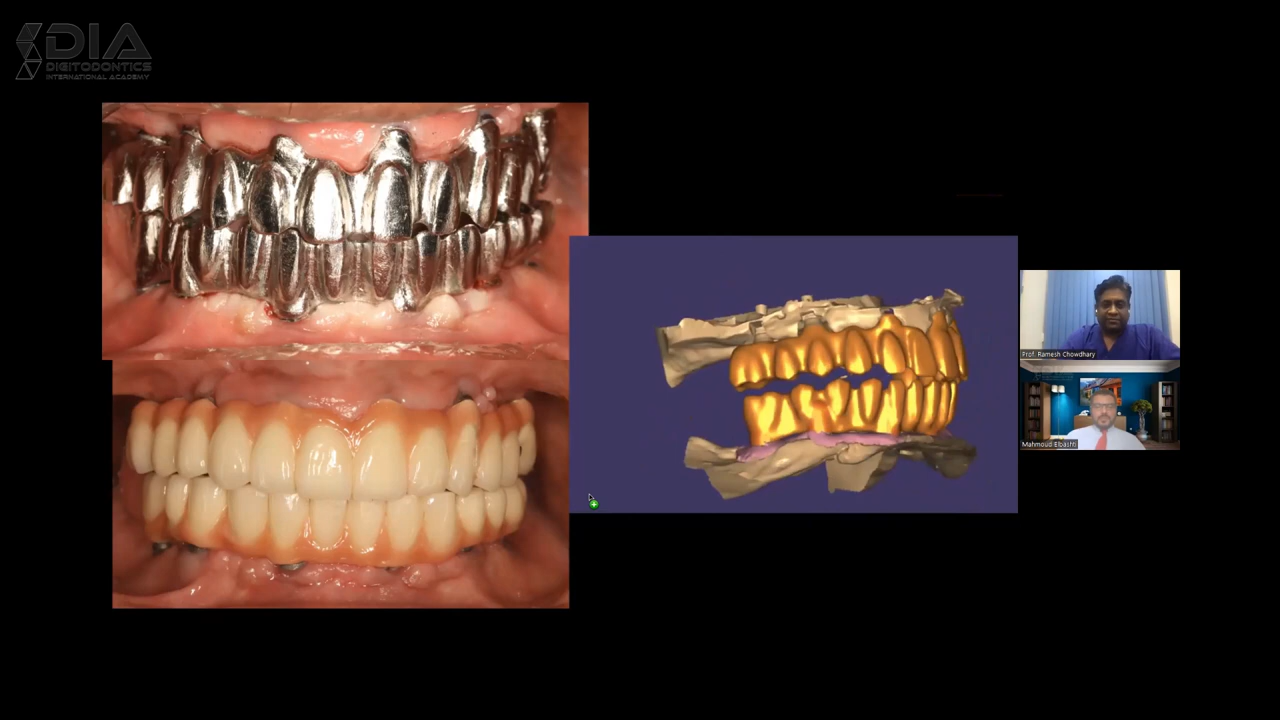 DIA
DIGITODONTICS
INTERNATIONAL ACADEMY
Prof. Ramesh Chowdhary
Mahmoud Elbashti